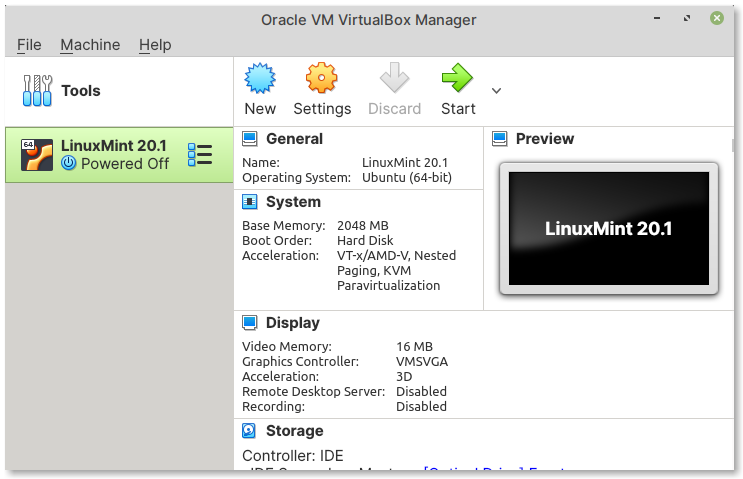 Oracle VM VirtualBox Manager
File Machine Help
Tools
New Settings Discard Start
64
LinuxMint 20.1
Powered Off
General
Name: LinuxMint 20.1
Operating System: Ubuntu (64-bit)
Preview
LinuxMint 20.1
System
Base Memory: 2048 MB
Boot Order: Hard Disk
Acceleration: VT-x/AMD-V, Nested
Paging, KVM
Paravirtualization
Display
Video Memory: 16 MB
Graphics Controller: VMSVGA
Acceleration: 3D
Remote Desktop Server: Disabled
Recording: Disabled
Storage
Controller: IDE